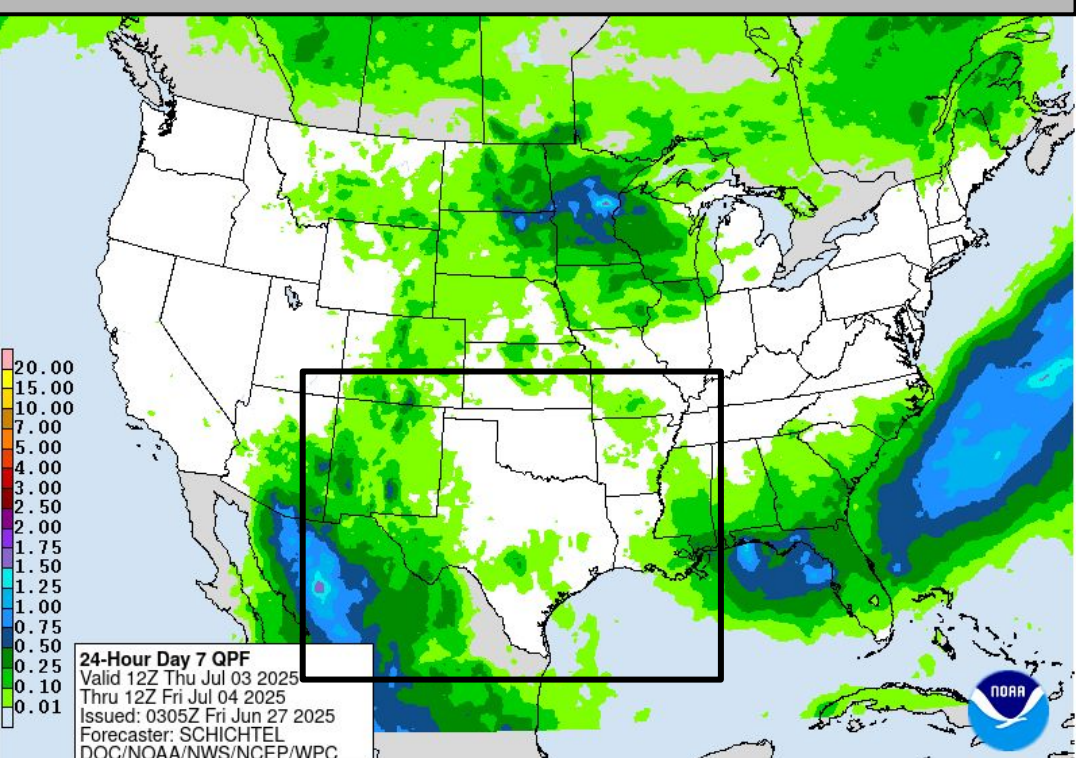 20.00
15.00
10.00
7.00
5.00
4.00
3.00
2.50
2.00
1.75
1.50
1.25
1.00
0.75
0.50
0.25
0.10
0.01
24-Hour Day 7 QPF
Valid 12Z Thu Jul 03 2025
Thru 12Z Fri Jul 04 2025
Issued: 0305Z Fri Jun 27 2025
Forecaster: SCHICHTEL
DOC/NOAA/NWS/NCEP/WPC
NOAA